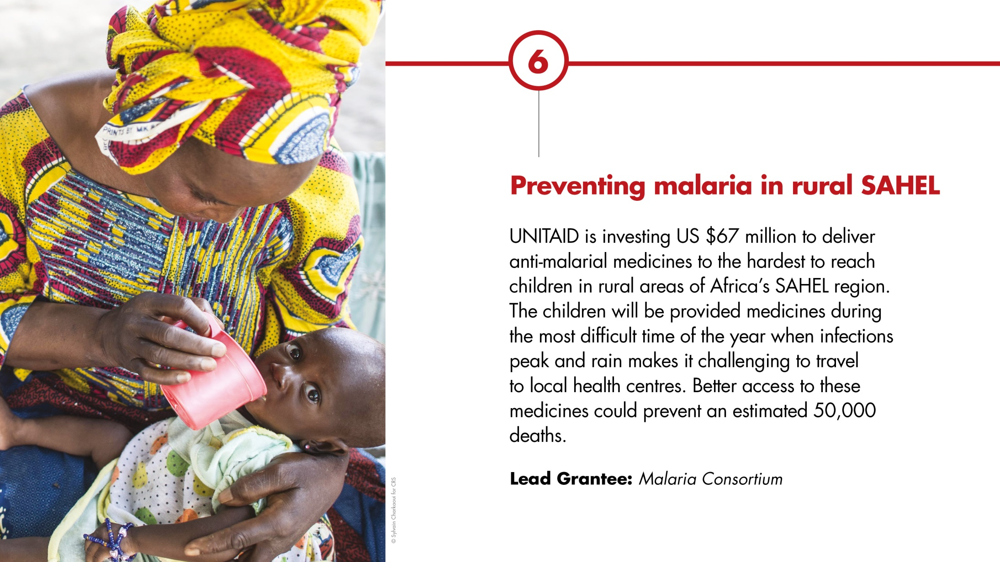 6
Preventing malaria in rural SAHEL
UNITAID is investing US $67 million to deliver
anti-malarial medicines to the hardest to reach
children in rural areas of Africa’s SAHEL region.
The children will be provided medicines during
the most difficult time of the year when infections
peak and rain makes it challenging to travel
to local health centres. Better access to these
medicines could prevent an estimated 50,000
deaths.
Lead Grantee: Malaria Consortium
© Sylvain Charkaoui for CRS
PRINTS BY MK